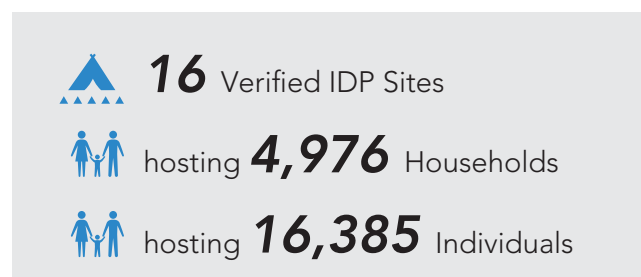 16 Verified IDP Sites
hosting 4,976 Households
hosting 16,385 Individuals